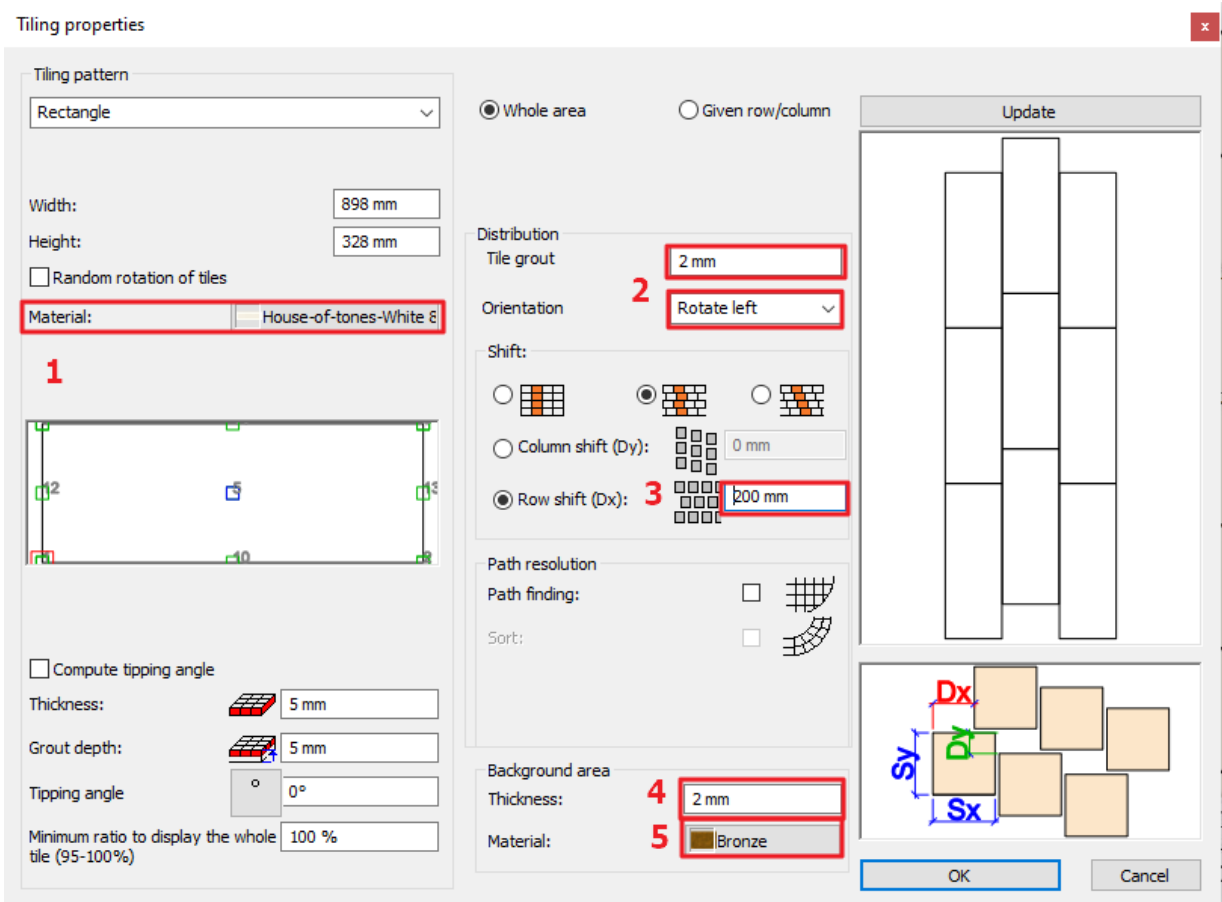 Tiling properties
x
Tiling pattern
Rectangle
Width:
898 mm
Height:
328 mm
Random rotation of tiles
Material:
House-of-tones-White 8
1
12
5
13
10
Compute tipping angle
Thickness:
5 mm
Grout depth:
5 mm
Tipping angle
°
0°
Minimum ratio to display the whole
tile (95-100%)
100 %
Whole area
Given row/column
Distribution
Tile grout
2 mm
2
Orientation
Rotate left
Shift:
Column shift (Dy):
0 mm
Row shift (Dx):
3
200 mm
Path resolution
Path finding:
Sort:
Background area
Thickness:
4
2 mm
Material:
5
Bronze
Update
Dx
Dy
Sy
Sx
OK
Cancel